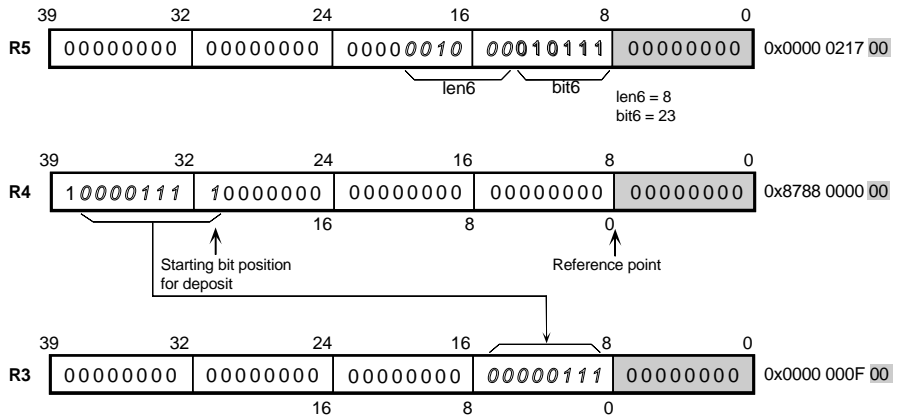 39 32 24 16 8 0
R5 00000000 00000000 00000010 00010111 00000000 0x0000 0217 00
len6 bit6
len6 = 8
bit6 = 23
39 32 24 16 8 0
R4 10000111 10000000 00000000 00000000 00000000 0x8788 0000 00
16 8 0
Starting bit position
for deposit
Reference point
39 32 24 16 8 0
R3 00000000 00000000 00000000 00000111 00000000 0x0000 000F 00
16 8 0